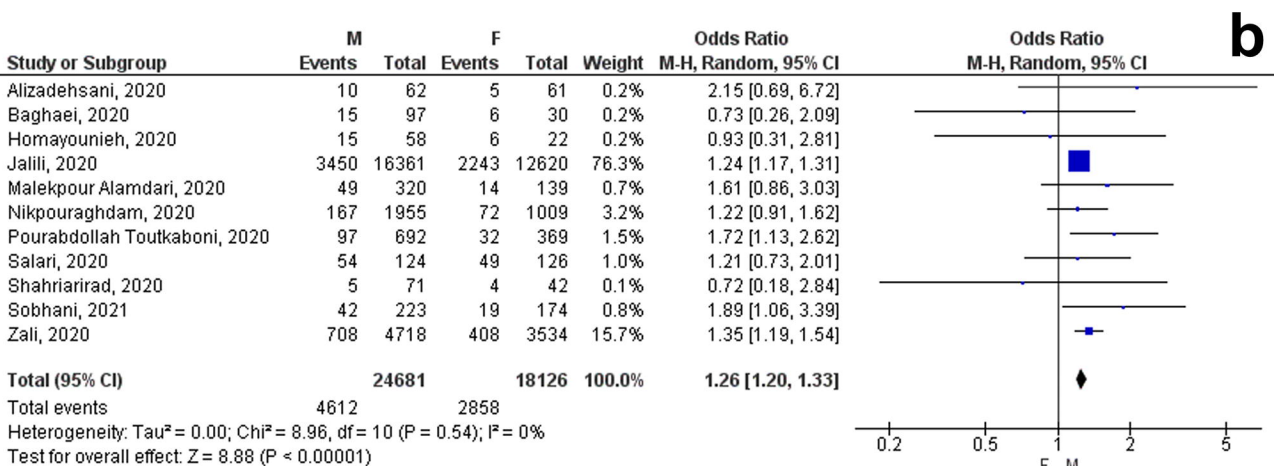 b
M F Odds Ratio Odds Ratio
Study or Subgroup Events Total Events Total Weight M-H, Random, 95% CI M-H, Random, 95% CI
Alizadehsani, 2020 10 62 5 61 0.2% 2.15 [0.69, 6.72]
Baghaei, 2020 15 97 6 30 0.2% 0.73 [0.26, 2.09]
Homayounieh, 2020 15 58 6 22 0.2% 0.93 [0.31, 2.81]
Jalili, 2020 3450 16361 2243 12620 76.3% 1.24 [1.17, 1.31]
Malekpour Alamdari, 2020 49 320 14 139 0.7% 1.61 [0.86, 3.03]
Nikpouraghdam, 2020 167 1955 72 1009 3.2% 1.22 [0.91, 1.62]
Pourabdollah Toutkaboni, 2020 97 692 32 369 1.5% 1.72 [1.13, 2.62]
Salari, 2020 54 124 49 126 1.0% 1.21 [0.73, 2.01]
Shahriarirad, 2020 5 71 4 42 0.1% 0.72 [0.18, 2.84]
Sobhani, 2021 42 223 19 174 0.8% 1.89 [1.06, 3.39]
Zali, 2020 708 4718 408 3534 15.7% 1.35 [1.19, 1.54]
Total (95% CI) 24681 18126 100.0% 1.26 [1.20, 1.33]
Total events 4612 2858
Heterogeneity: Tau² = 0.00; Chi² = 8.96, df = 10 (P = 0.54); I² = 0%
Test for overall effect: Z = 8.88 (P < 0.00001)
0.2 0.5 1 2 5
F M